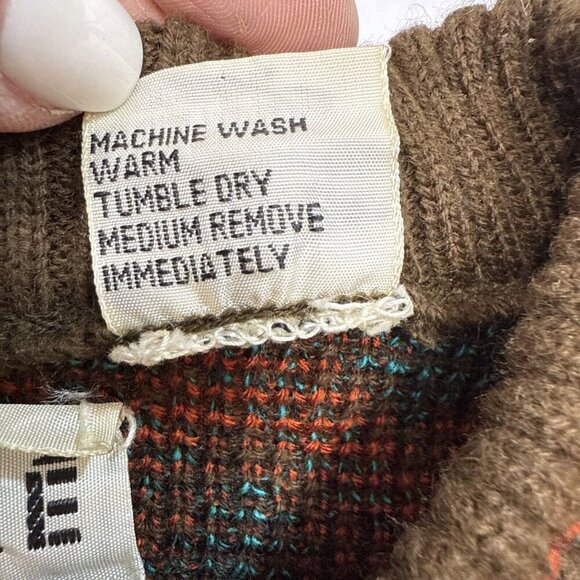 MACHINE WASH
WARM
TUMBLE DRY
MEDIUM REMOVE
IMMEDIATELY